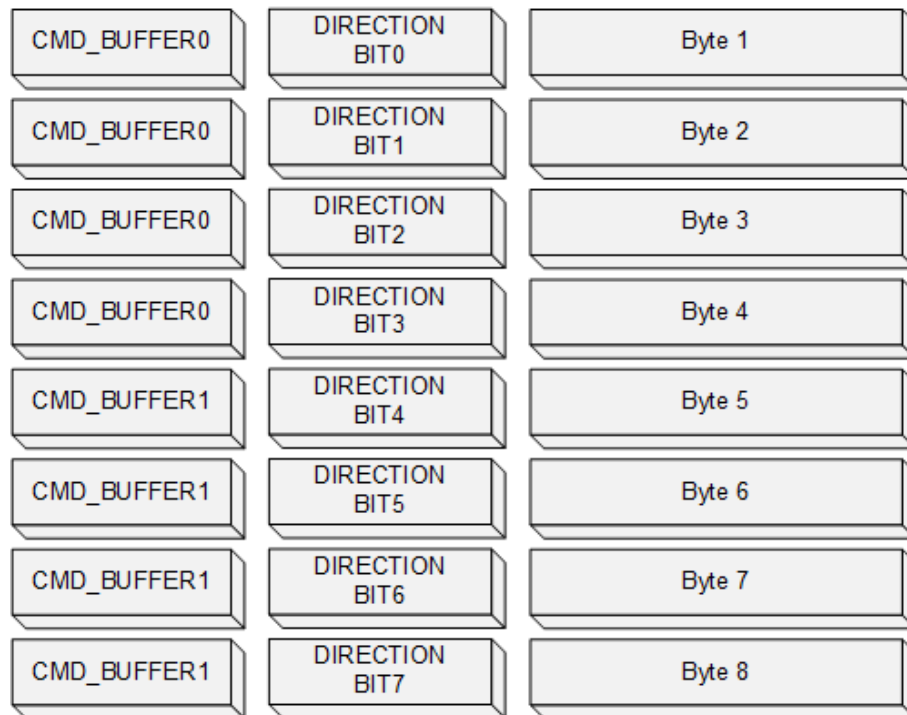 CMD_BUFFER0 DIRECTION BIT0 Byte 1
CMD_BUFFER0 DIRECTION BIT1 Byte 2
CMD_BUFFER0 DIRECTION BIT2 Byte 3
CMD_BUFFER0 DIRECTION BIT3 Byte 4
CMD_BUFFER1 DIRECTION BIT4 Byte 5
CMD_BUFFER1 DIRECTION BIT5 Byte 6
CMD_BUFFER1 DIRECTION BIT6 Byte 7
CMD_BUFFER1 DIRECTION BIT7 Byte 8